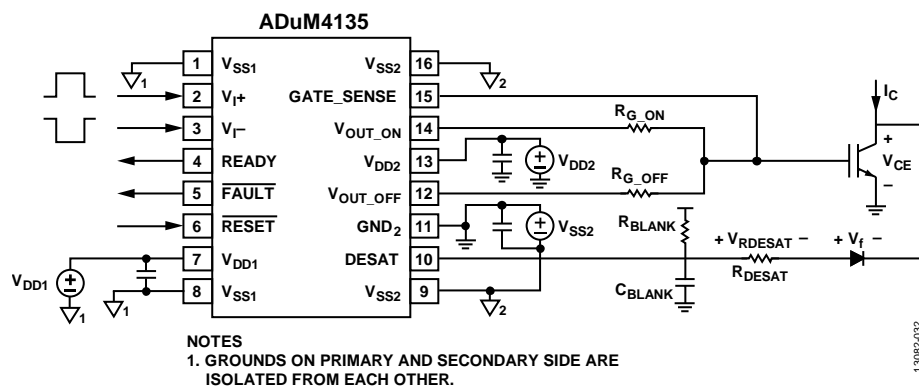 ADuM4135
1 VSS1
VSS2 16
2 VI+
GATE_SENSE 15
3 VI−
VOUT_ON 14
4 READY
VDD2 13
5 FAULT
VOUT_OFF 12
6 RESET
GND2 11
7 VDD1
DESAT 10
8 VSS1
VSS2 9
1
2
RG_ON
IC
+
VCE
−
+
−
VDD2
RG_OFF
+
−
VSS2
RBLANK
+ VRDESAT −
+ Vf −
RDESAT
CBLANK
VDD1
+
−
1
1
2
NOTES
1. GROUNDS ON PRIMARY AND SECONDARY SIDE ARE
ISOLATED FROM EACH OTHER.
13082-032